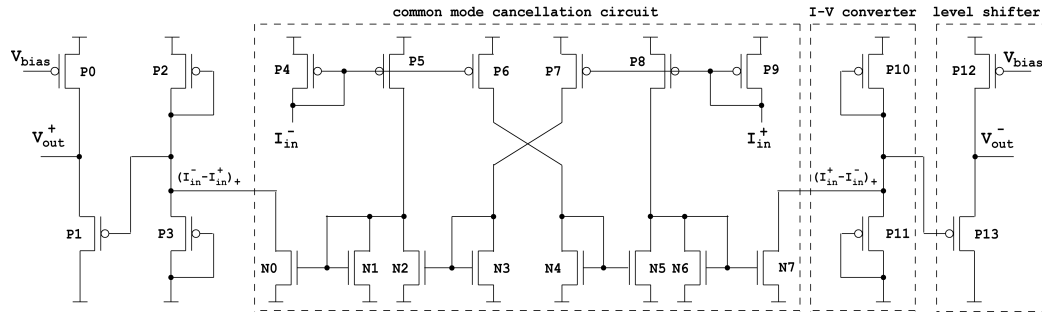 common mode cancellation circuit
I-V converter
level shifter
V_bias
P0
P2
P4
P5
P6
P7
P8
P9
P10
P12
V_bias
I_in^-
I_in^+
V_out^+
V_out^-
(I_in^- - I_in^+)_+
(I_in^+ - I_in^-)_+
P1
P3
N0
N1
N2
N3
N4
N5
N6
N7
P11
P13